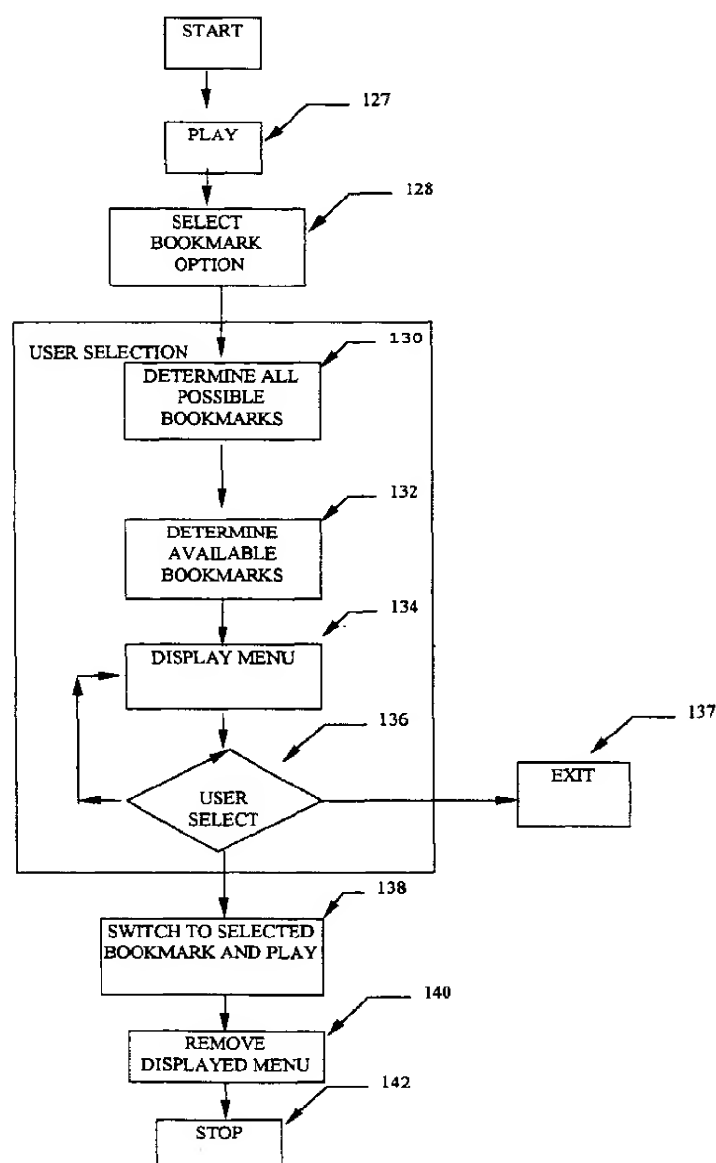 START
127
PLAY
128
SELECT
BOOKMARK
OPTION
130
USER SELECTION
DETERMINE ALL
POSSIBLE
BOOKMARKS
132
DETERMINE
AVAILABLE
BOOKMARKS
134
DISPLAY MENU
136
137
EXIT
USER
SELECT
138
SWITCH TO SELECTED
BOOKMARK AND PLAY
140
REMOVE
DISPLAYED MENU
142
STOP